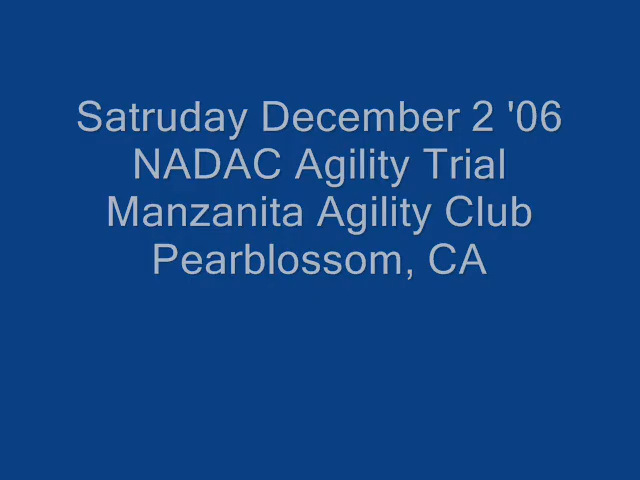 Satruday December 2 '06
NADAC Agility Trial
Manzanita Agility Club
Pearblossom, CA